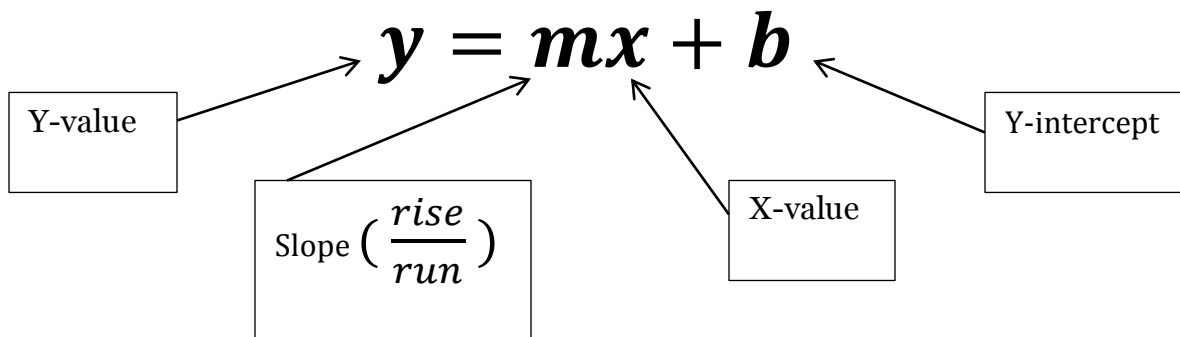 y = mx + b
Y-value
Y-intercept
X-value
Slope ( rise/run )